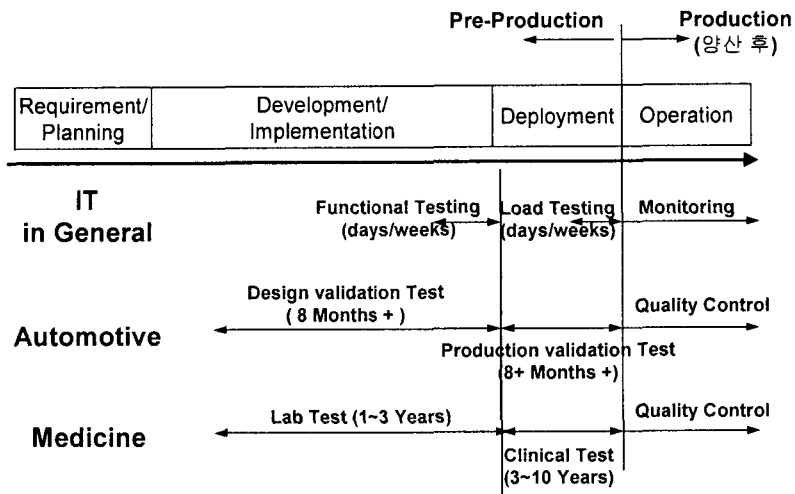 Pre-Production
Production
(양산 후)
Requirement/
Planning
Development/
Implementation
Deployment
Operation
IT
in General
Functional Testing
(days/weeks)
Load Testing
(days/weeks)
Monitoring
Automotive
Design validation Test
( 8 Months + )
Production validation Test
(8+ Months +)
Quality Control
Medicine
Lab Test (1~3 Years)
Clinical Test
(3~10 Years)
Quality Control